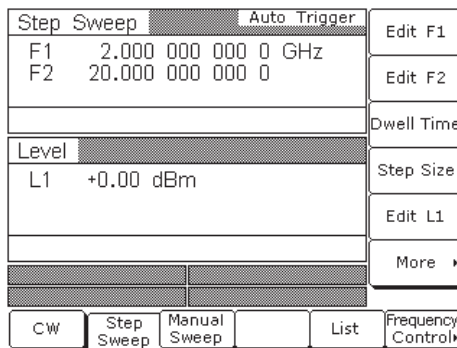 Step Sweep Auto Trigger
F1 2.000 000 000 0 GHz
F2 20.000 000 000 0
Level
L1 +0.00 dBm
Edit F1
Edit F2
Dwell Time
Step Size
Edit L1
More
CW
Step
Sweep
Manual
Sweep
List
Frequency
Control